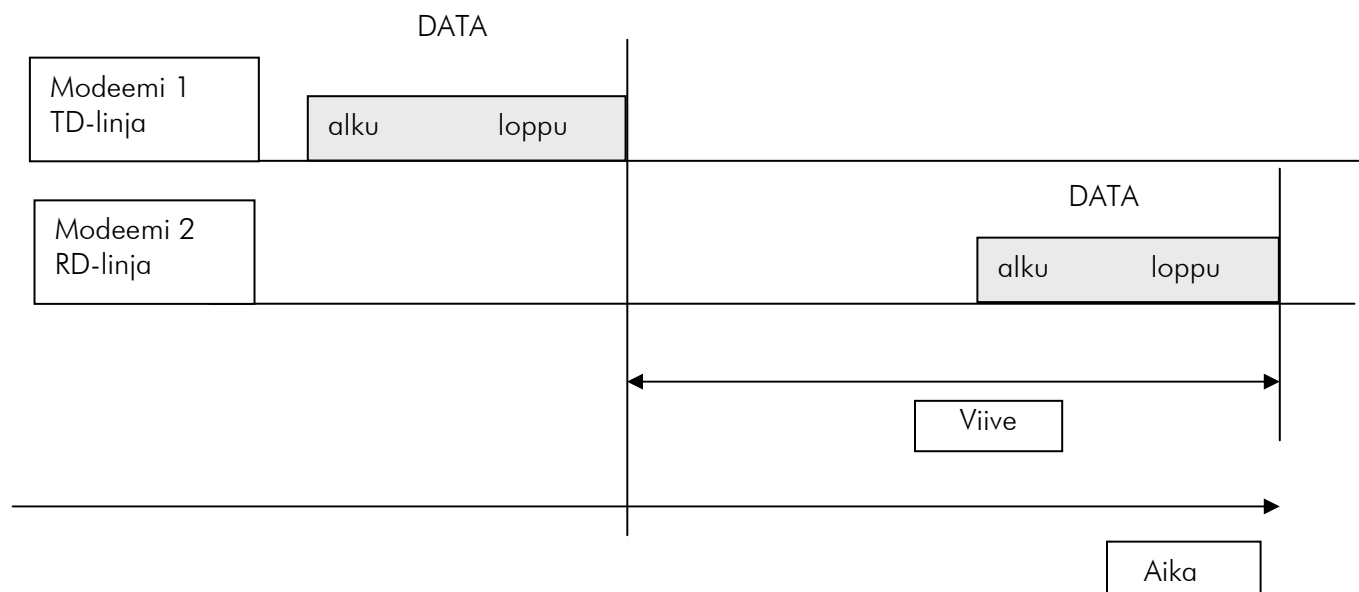 DATA
Modeemi 1
TD-linja
alku loppu
DATA
Modeemi 2
RD-linja
alku loppu
Viive
Aika